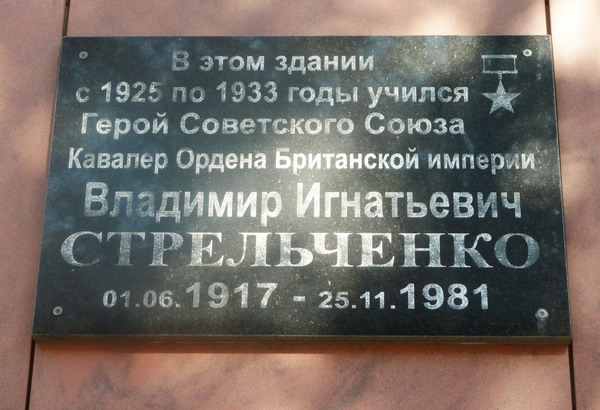 В этом здании
с 1925 по 1933 годы учился
Герой Советского Союза
Кавалер Ордена Британской империи
Владимир Игнатьевич
СТРЕЛЬЧЕНКО
01.06.1917 - 25.11.1981